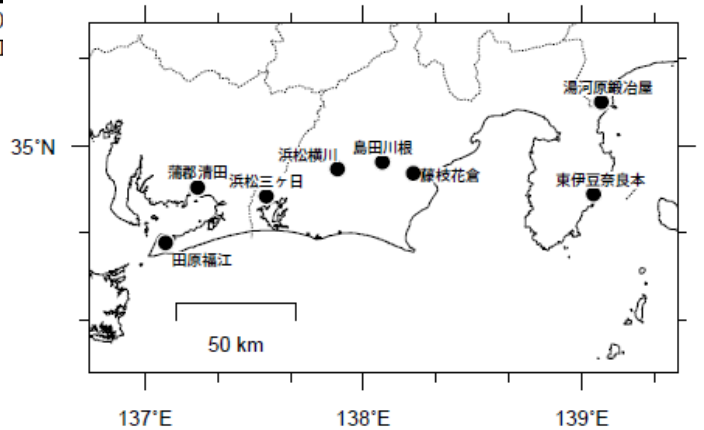 湯河原鍛冶屋
35°N
浜松横川
島田川根
蒲郡清田
浜松三ヶ日
藤枝花倉
東伊豆奈良本
田原福江
50 km
137°E
138°E
139°E